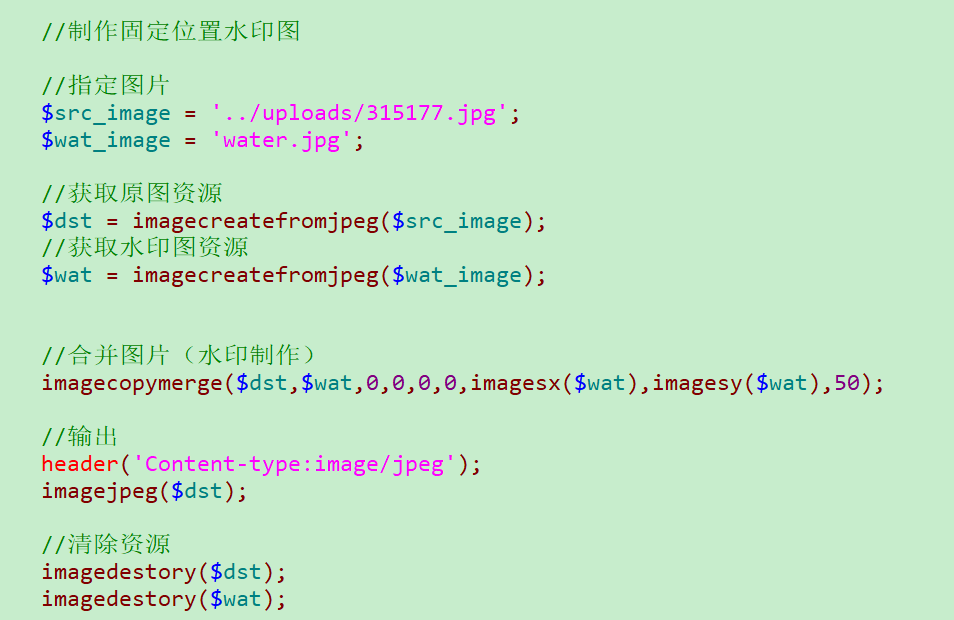 //制作固定位置水印图
//指定图片
$src_image = '../uploads/315177.jpg';
$wat_image = 'water.jpg';
//获取原图资源
$dst = imagecreatefromjpeg($src_image);
//获取水印图资源
$wat = imagecreatefromjpeg($wat_image);
//合并图片（水印制作）
imagecopymerge($dst,$wat,0,0,0,0,imagesx($wat),imagesy($wat),50);
//输出
header('Content-type:image/jpeg');
imagejpeg($dst);
//清除资源
imagedestory($dst);
imagedestory($wat);